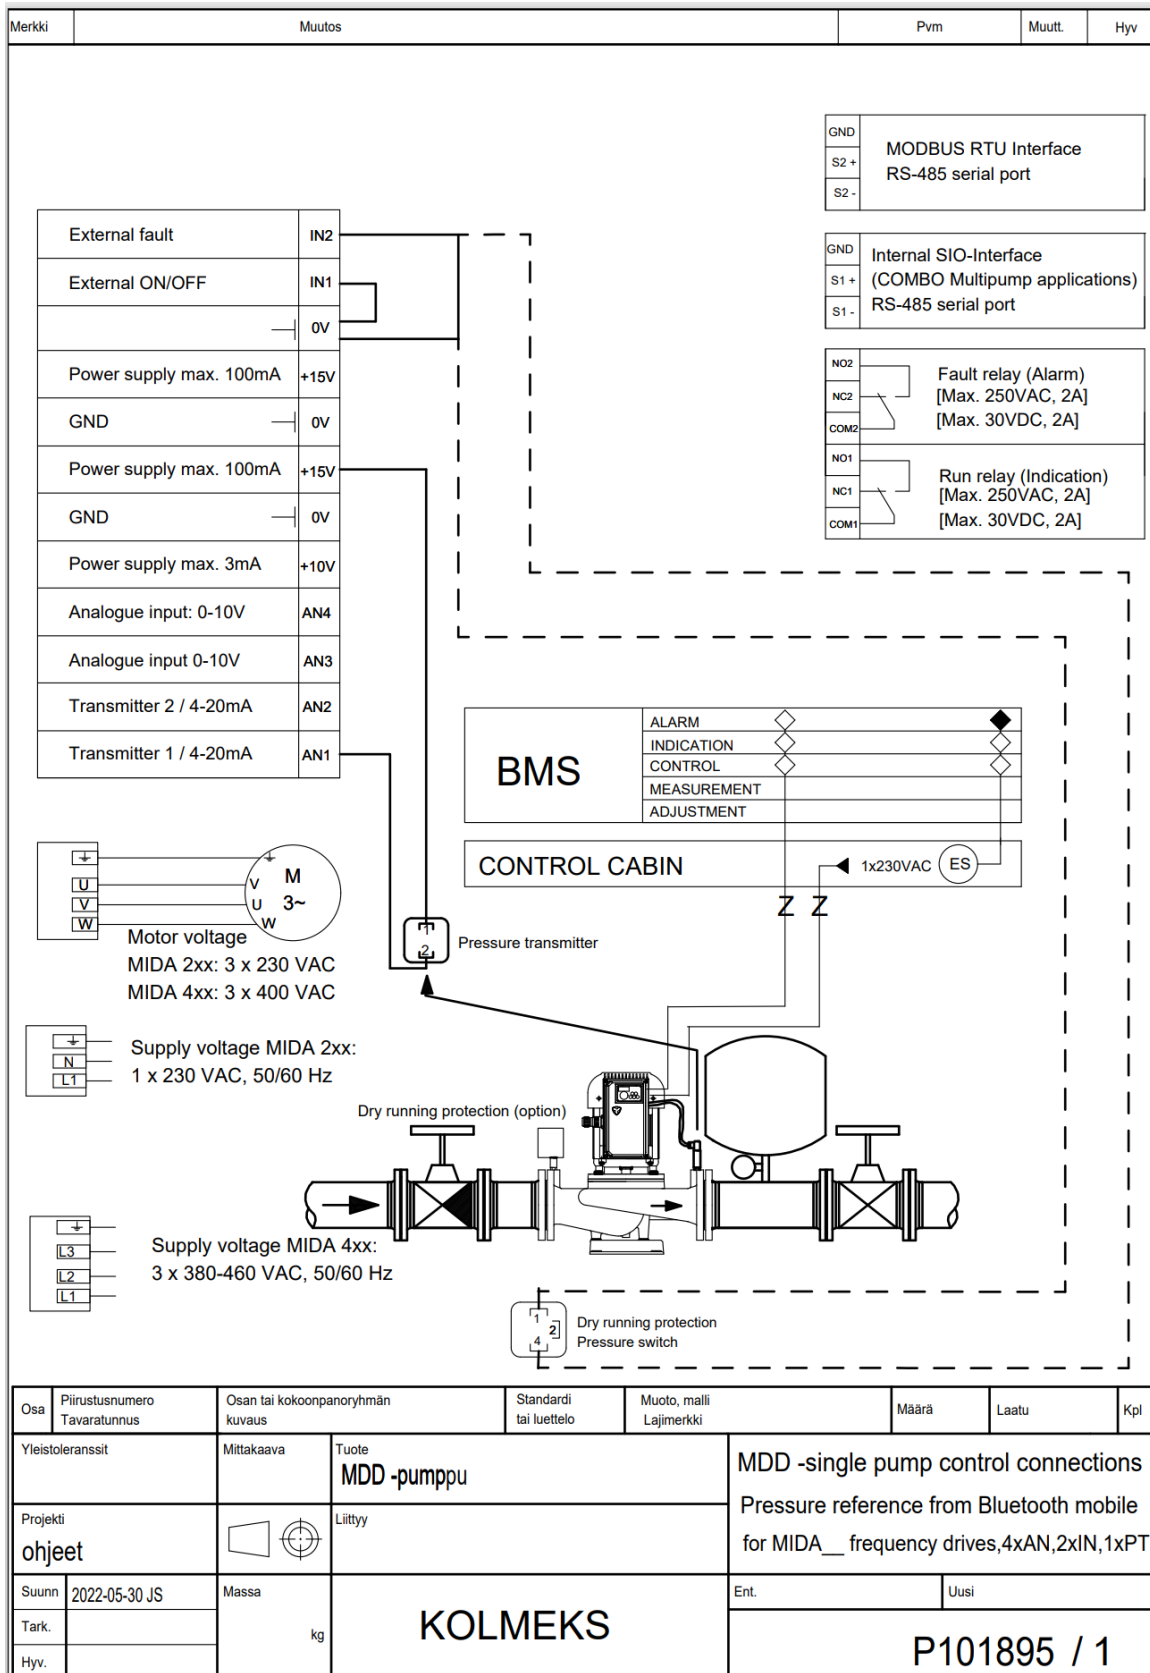 Merkki Muutos Pvm Muutt. Hyv
GND
S2 +
S2 -
MODBUS RTU Interface
RS-485 serial port
GND
S1 +
S1 -
Internal SIO-Interface
(COMBO Multipump applications)
RS-485 serial port
NO2
NC2
COM2
Fault relay (Alarm)
[Max. 250VAC, 2A]
[Max. 30VDC, 2A]
NO1
NC1
COM1
Run relay (Indication)
[Max. 250VAC, 2A]
[Max. 30VDC, 2A]
External fault IN2
External ON/OFF IN1
0V
Power supply max. 100mA +15V
GND 0V
Power supply max. 100mA +15V
GND 0V
Power supply max. 3mA +10V
Analogue input: 0-10V AN4
Analogue input 0-10V AN3
Transmitter 2 / 4-20mA AN2
Transmitter 1 / 4-20mA AN1
BMS
ALARM
INDICATION
CONTROL
MEASUREMENT
ADJUSTMENT
CONTROL CABIN 1x230VAC ES
Z Z
U
V
W
V
U
W
M
3~
Motor voltage
MIDA 2xx: 3 x 230 VAC
MIDA 4xx: 3 x 400 VAC
1
2
Pressure transmitter
N
L1
Supply voltage MIDA 2xx:
1 x 230 VAC, 50/60 Hz
Dry running protection (option)
L3
L2
L1
Supply voltage MIDA 4xx:
3 x 380-460 VAC, 50/60 Hz
1
2
4
Dry running protection
Pressure switch
Osa
Piirustusnumero
Tavaratunnus
Osan tai kokoonpanoryhmän
kuvaus
Standardi
tai luettelo
Muoto, malli
Lajimerkki
Määrä
Laatu
Kpl
Yleistoleranssit
Mittakaava
Tuote
MDD -pumppu
MDD -single pump control connections
Pressure reference from Bluetooth mobile
for MIDA__ frequency drives,4xAN,2xIN,1xPT
Projekti
ohjeet
Liittyy
Suunn 2022-05-30 JS
Tark.
Hyv.
Massa
kg
KOLMEKS
Ent.
Uusi
P101895 / 1